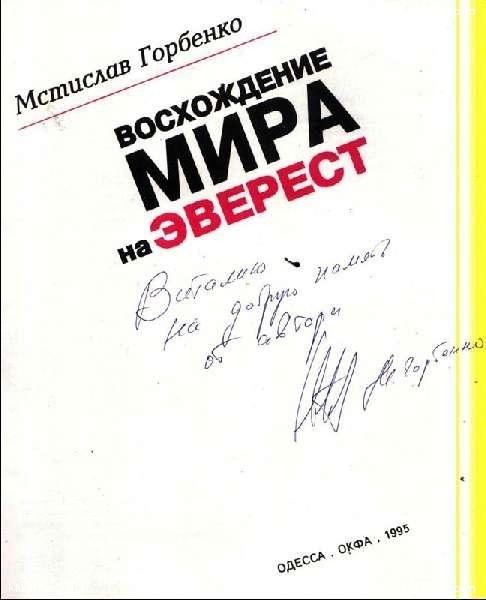 Мстислав Горбенко
ВОСХОЖДЕНИЕ
МИРА
на ЭВЕРЕСТ
Виталию
на добрую память
от автора
М. Горбенко
ОДЕССА . ОКФА . 1995